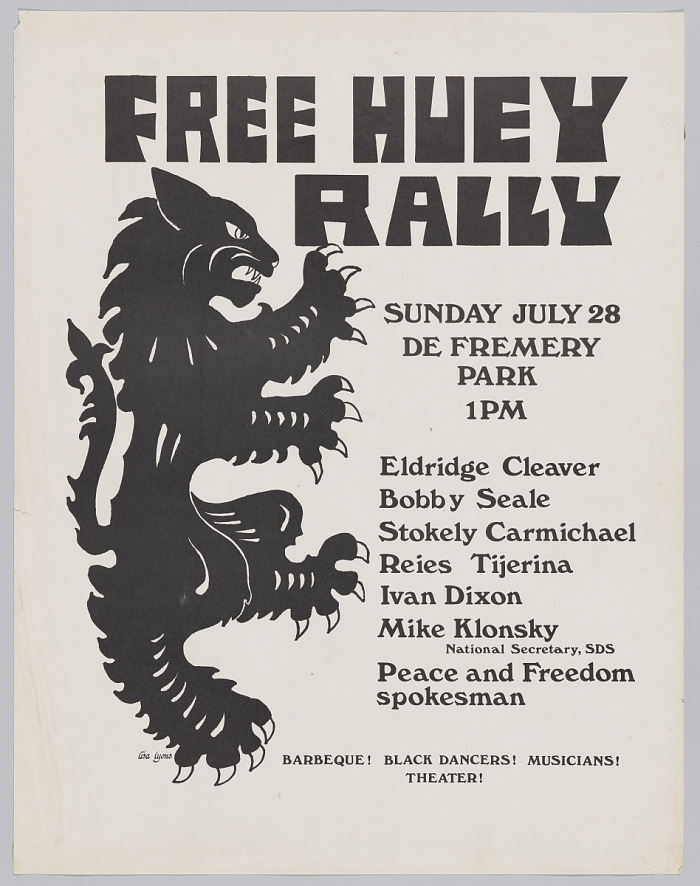 FREE HUEY
RALLY
SUNDAY JULY 28
DE FREMERY
PARK
1PM
Eldridge Cleaver
Bobby Seale
Stokely Carmichael
Reies Tijerina
Ivan Dixon
Mike Klonsky
National Secretary, SDS
Peace and Freedom
spokesman
lisa lyons
BARBEQUE! BLACK DANCERS! MUSICIANS!
THEATER!